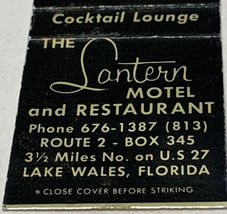 Cocktail Lounge
THE Lantern
MOTEL
and RESTAURANT
Phone 676-1387 (813)
ROUTE 2 - BOX 345
3½ Miles No. on U.S 27
LAKE WALES, FLORIDA
* CLOSE COVER BEFORE STRIKING